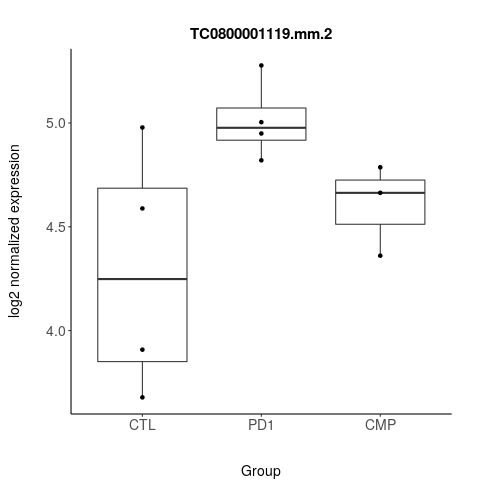 TC0800001119.mm.2
log2 normalized expression
5.0
4.5
4.0
CTL PD1 CMP
Group